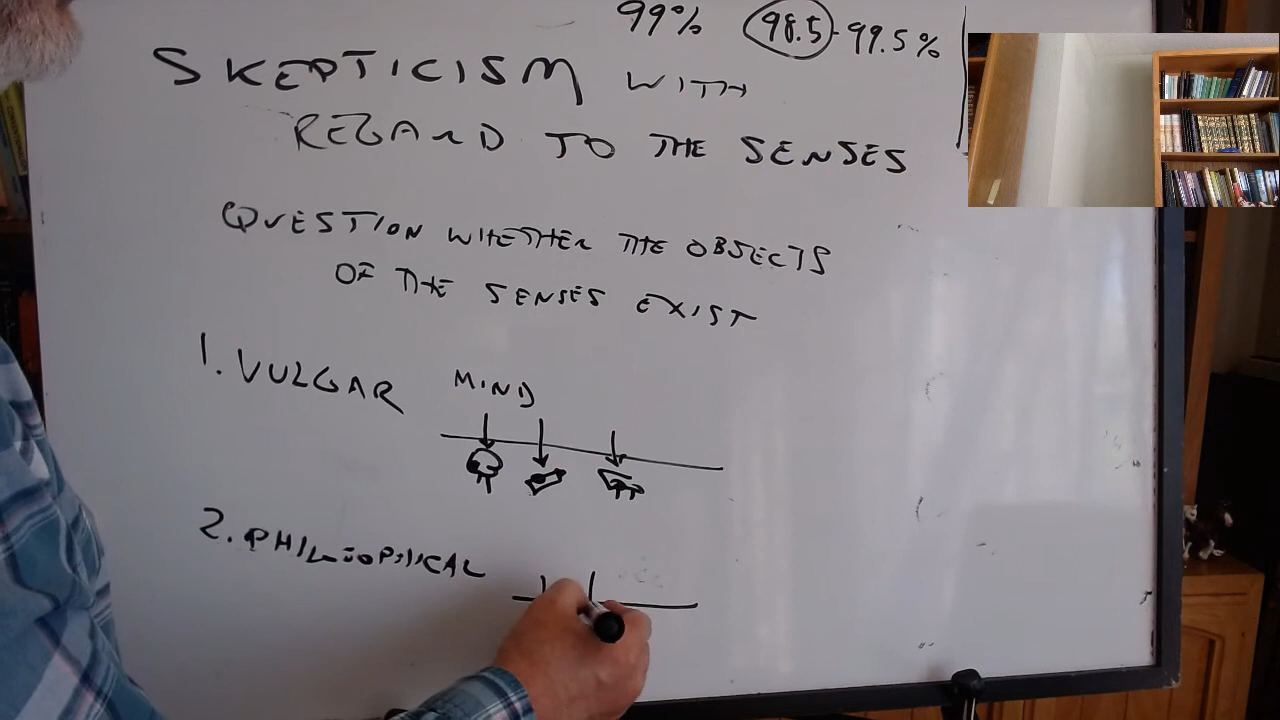 99% 98.5-99.5%
SKEPTICISM WITH
REGARD TO THE SENSES
QUESTION WHETHER THE OBJECTS
OF THE SENSES EXIST
1. VULGAR MIND
2. PHILOSOPHICAL